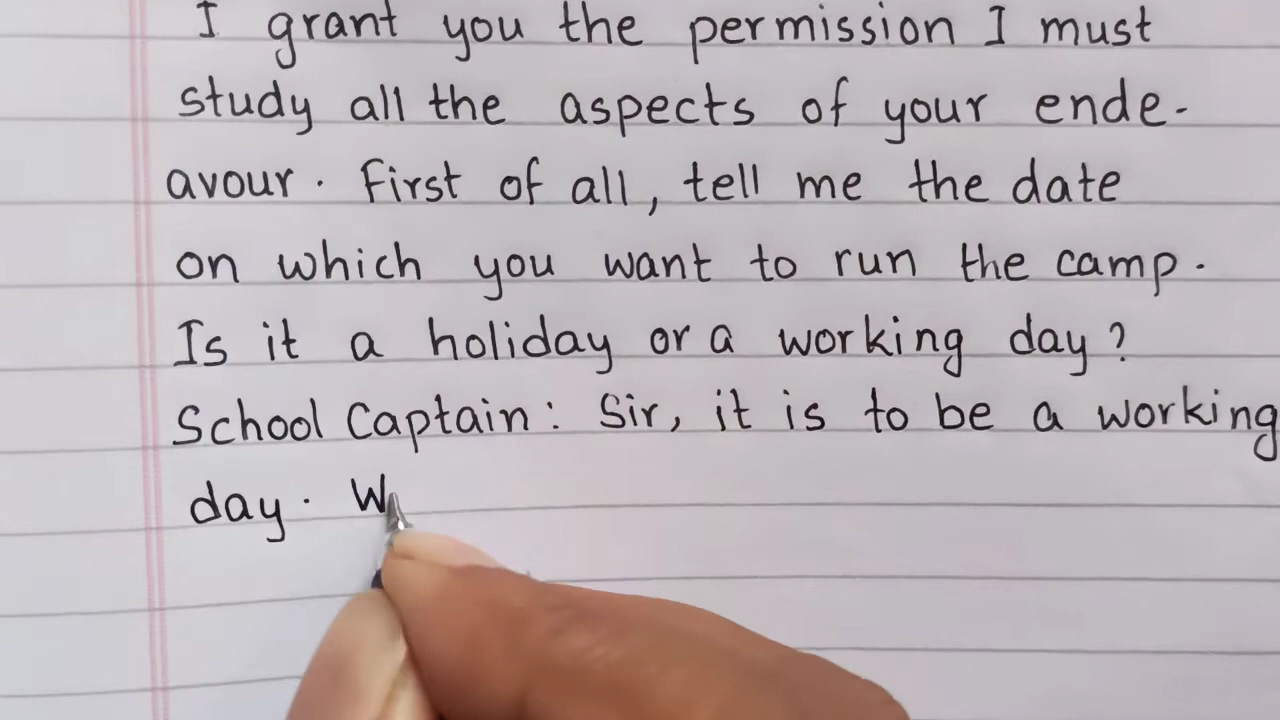 I grant you the permission I must
study all the aspects of your ende-
avour. First of all, tell me the date
on which you want to run the camp.
Is it a holiday or a working day?
School Captain: Sir, it is to be a working
day. W